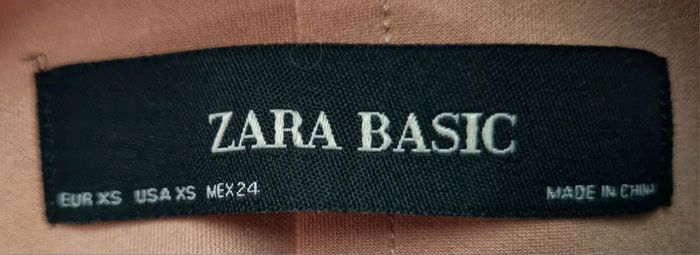 ZARA BASIC
EUR XS USA XS MEX 24 MADE IN CHINA